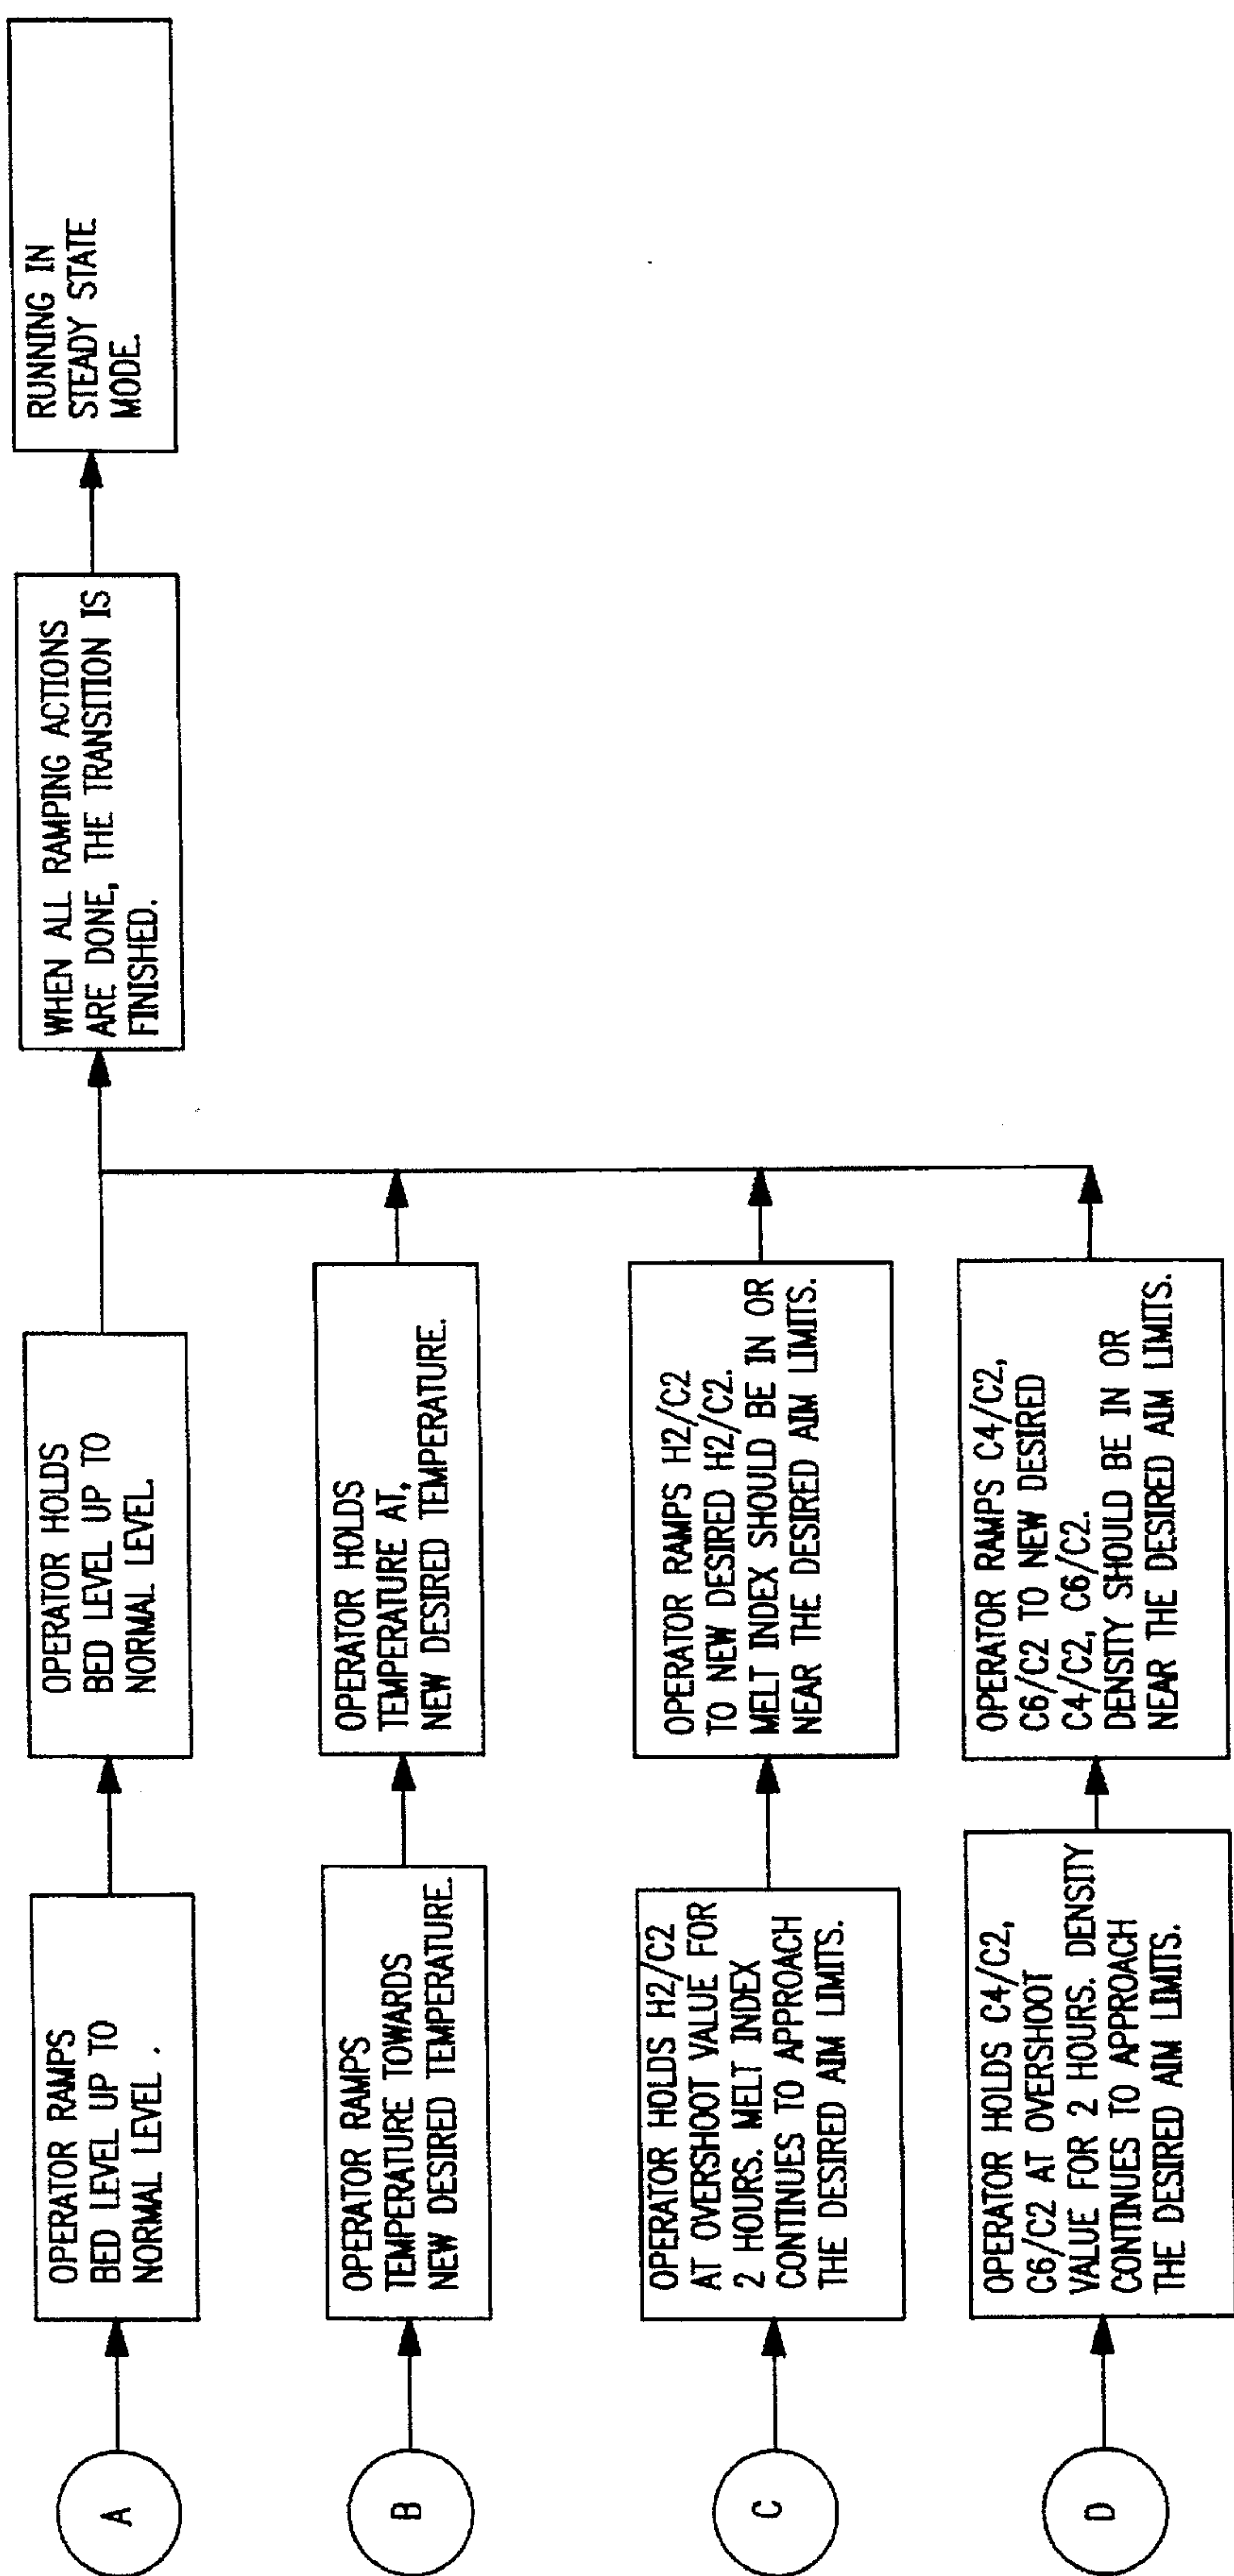 A
OPERATOR RAMPS
BED LEVEL UP TO
NORMAL LEVEL .
OPERATOR HOLDS
BED LEVEL UP TO
NORMAL LEVEL.
WHEN ALL RAMPING ACTIONS
ARE DONE, THE TRANSITION IS
FINISHED.
RUNNING IN
STEADY STATE
MODE.
B
OPERATOR RAMPS
TEMPERATURE TOWARDS
NEW DESIRED TEMPERATURE.
OPERATOR HOLDS
TEMPERATURE AT,
NEW DESIRED TEMPERATURE.
C
OPERATOR HOLDS H2/C2
AT OVERSHOOT VALUE FOR
2 HOURS. MELT INDEX
CONTINUES TO APPROACH
THE DESIRED AIM LIMITS.
OPERATOR RAMPS H2/C2
TO NEW DESIRED H2/C2.
MELT INDEX SHOULD BE IN OR
NEAR THE DESIRED AIM LIMITS.
D
OPERATOR HOLDS C4/C2,
C6/C2 AT OVERSHOOT
VALUE FOR 2 HOURS. DENSITY
CONTINUES TO APPROACH
THE DESIRED AIM LIMITS.
OPERATOR RAMPS C4/C2,
C6/C2 TO NEW DESIRED
C4/C2, C6/C2.
DENSITY SHOULD BE IN OR
NEAR THE DESIRED AIM LIMITS.